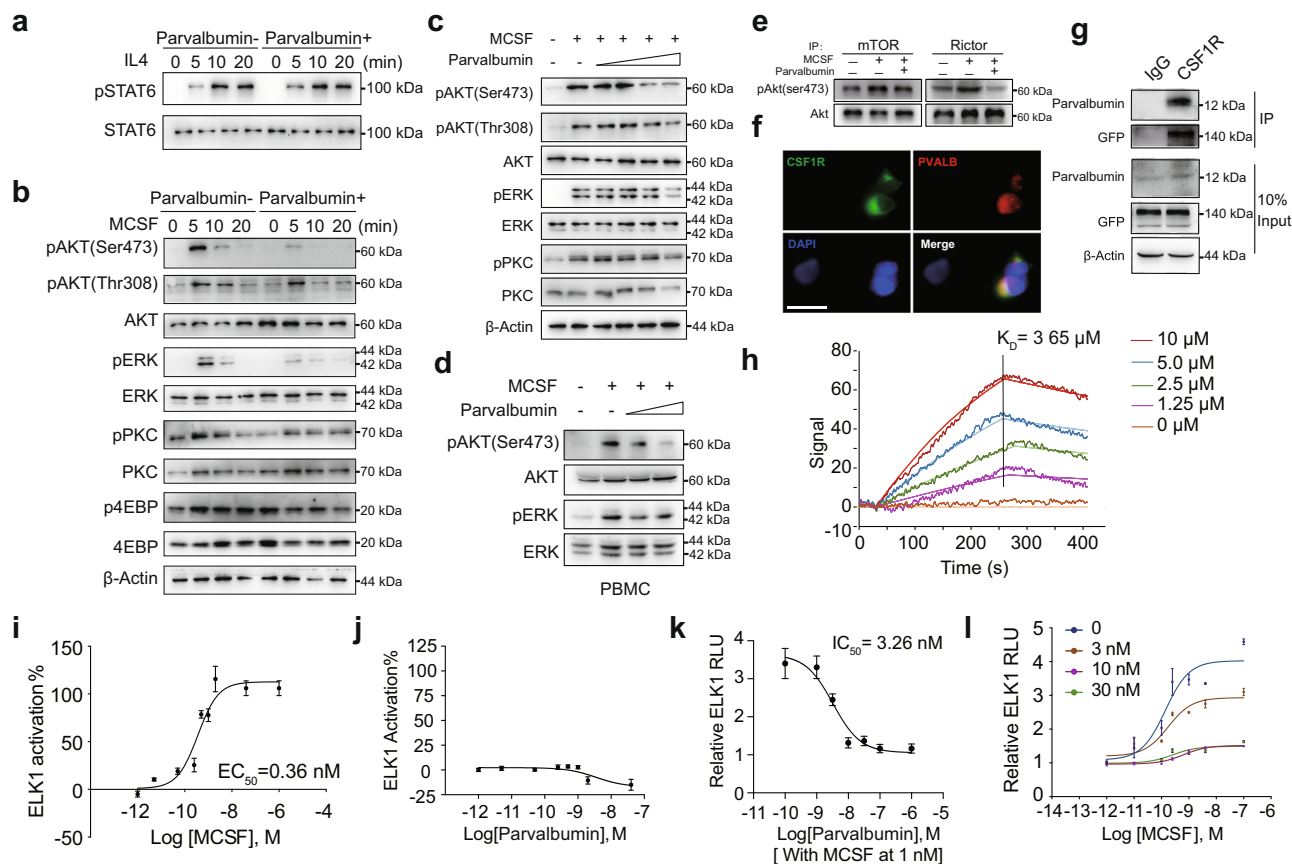 a
Parvalbumin- Parvalbumin+
IL4 0 5 10 20 0 5 10 20 (min)
pSTAT6 100 kDa
STAT6 100 kDa
b
Parvalbumin- Parvalbumin+
MCSF 0 5 10 20 0 5 10 20 (min)
pAKT(Ser473) 60 kDa
pAKT(Thr308) 60 kDa
AKT 60 kDa
pERK 44 kDa
42 kDa
ERK 44 kDa
42 kDa
pPKC 70 kDa
PKC 70 kDa
p4EBP 20 kDa
4EBP 20 kDa
β-Actin 44 kDa
c
MCSF - + + + + +
Parvalbumin - -
pAKT(Ser473) 60 kDa
pAKT(Thr308) 60 kDa
AKT 60 kDa
pERK 44 kDa
42 kDa
ERK 44 kDa
42 kDa
pPKC 70 kDa
PKC 70 kDa
β-Actin 44 kDa
d
MCSF - + + +
Parvalbumin - -
pAKT(Ser473) 60 kDa
AKT 60 kDa
pERK 44 kDa
42 kDa
ERK 44 kDa
42 kDa
PBMC
e
IP: mTOR Rictor
MCSF – + + – + +
Parvalbumin – – + – – +
pAkt(ser473) 60 kDa
Akt 60 kDa
f
CSF1R PVALB
DAPI Merge
g
IgG CSF1R
Parvalbumin 12 kDa
GFP 140 kDa
IP
Parvalbumin 12 kDa
GFP 140 kDa
β-Actin 44 kDa
10%
Input
h
K_D= 3 65 µM
10 µM
5.0 µM
2.5 µM
1.25 µM
0 µM
Signal
80
60
40
20
0
-10
0 100 200 300 400
Time (s)
i
ELK1 activation%
150
100
50
0
-50
EC50=0.36 nM
-12 -10 -8 -6 -4
Log [MCSF], M
j
ELK1 Activation%
125
100
75
50
25
0
-25
-13 -12 -11 -10 -9 -8 -7
Log[Parvalbumin], M
k
Relative ELK1 RLU
4
3
2
1
0
IC50= 3.26 nM
-11 -10 -9 -8 -7 -6 -5
Log[Parvalbumin], M
[ With MCSF at 1 nM]
l
0
3 nM
10 nM
30 nM
Relative ELK1 RLU
5
4
3
2
1
0
-14 -13 -12 -11 -10 -9 -8 -7 -6
Log [MCSF], M